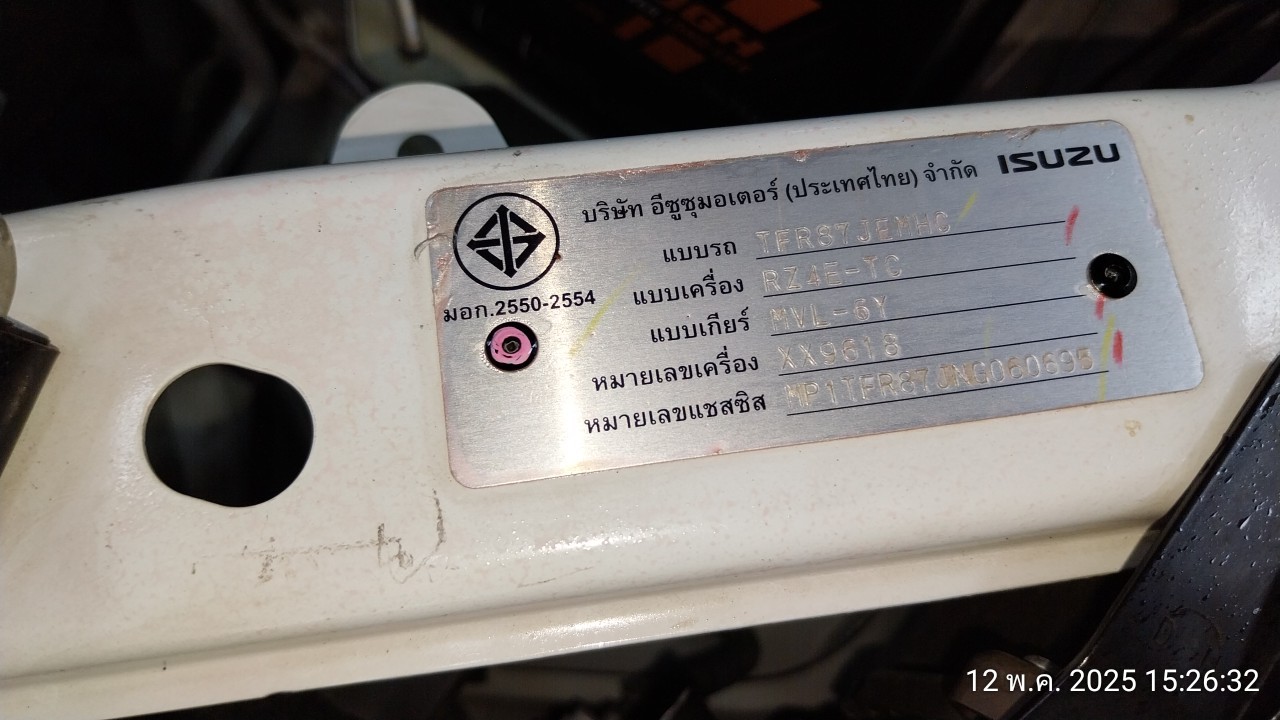 UGH
บริษัท อีซูซุมอเตอร์ (ประเทศไทย) จำกัด ISUZU
มอก.2550-2554
แบบรถ TFR87JEMHC
แบบเครื่อง RZ4E-TC
แบบเกียร์ MVL-6Y
หมายเลขเครื่อง XX9618
หมายเลขแชสซิส MP1TFR87JNG060695
12 พ.ค. 2025 15:26:32